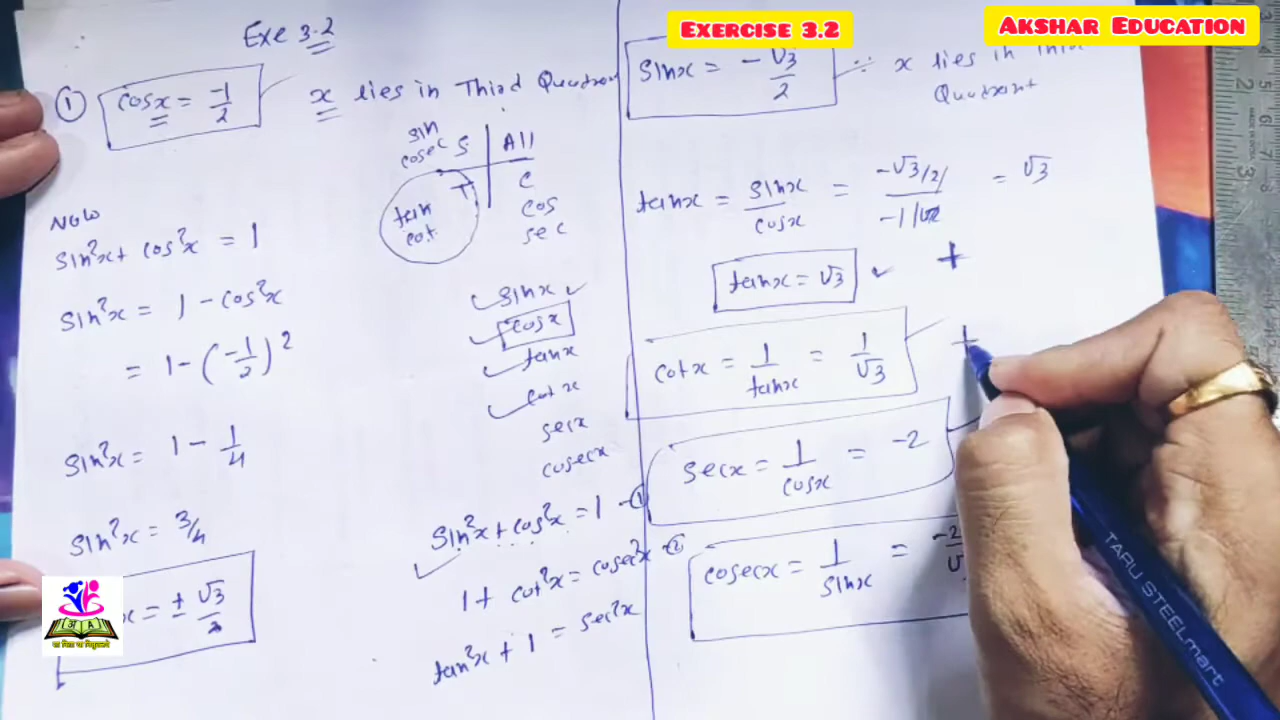 EXERCISE 3.2
Akshar Education
Exe 3.2
① cosx = -1/2
x lies in Third Quadran
sin
cosec
S | All
T | C
tan
cot
cos
sec
NOW
sin²x + cos²x = 1
sin²x = 1 - cos²x
= 1 - (-1/2)²
sin²x = 1 - 1/4
sin²x = 3/4
x = ± √3/2
sinx
cosx
tanx
cotx
secx
cosecx
sin²x + cos²x = 1 - ①
1 + cot²x = cosec²x - ②
tan²x + 1 = sec²x
sinx = - √3/2
∵ x lies in Third
Quadrant
tanx = sinx/cosx = -√3/2 / -1/2 = √3
tanx = √3
+
cotx = 1/tanx = 1/√3
+
secx = 1/cosx = -2
cosecx = 1/sinx = -2/√
TARU STEELmart